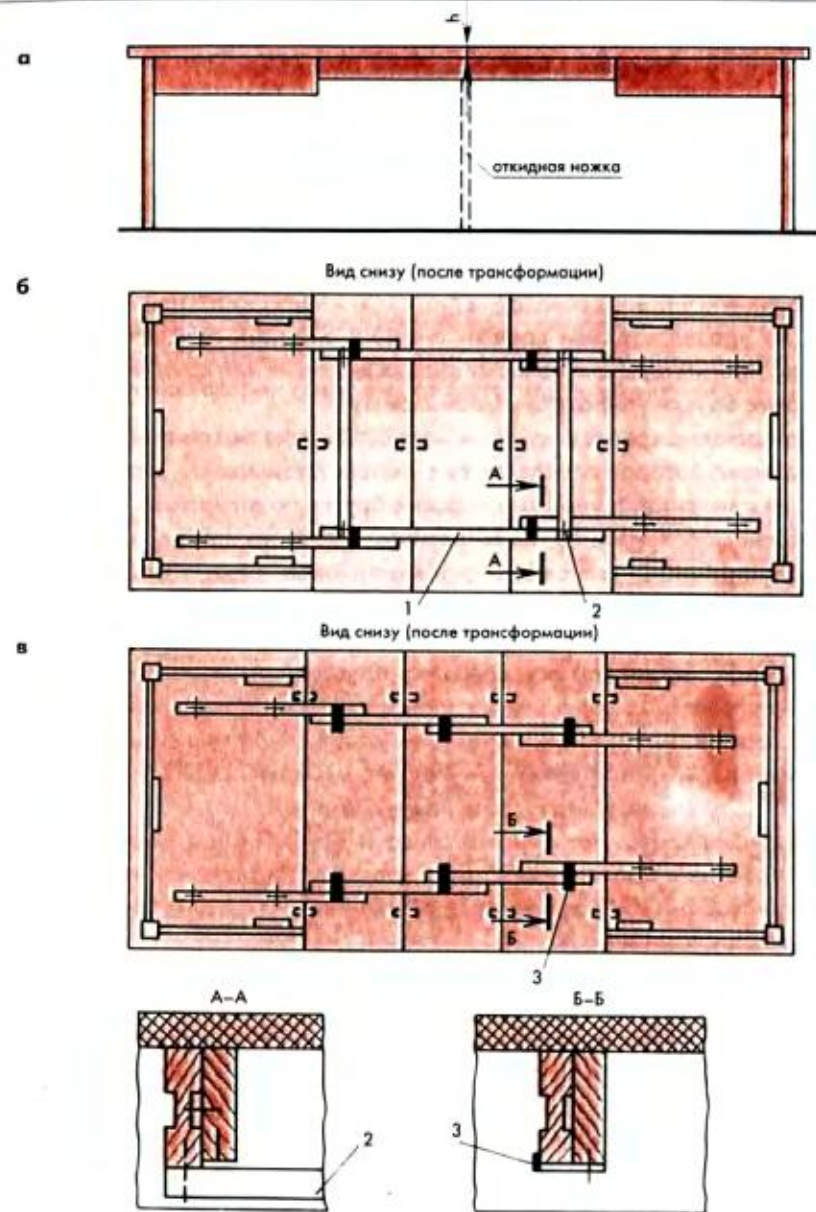 h
а
откидная ножка
б
Вид снизу (после трансформации)
А
А
1
2
в
Вид снизу (после трансформации)
Б
Б
3
А–А
Б–Б
2
3